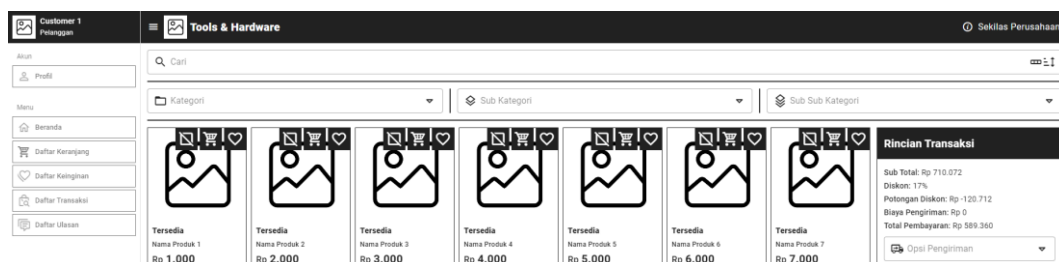 Customer 1
Pelanggan
Tools & Hardware
Sekilas Perusahaan
Akun
Profil
Menu
Beranda
Daftar Keranjang
Daftar Keinginan
Daftar Transaksi
Daftar Ulasan
Cari
Kategori
Sub Kategori
Sub Sub Kategori
Tersedia
Nama Produk 1
Rp 1.000
Tersedia
Nama Produk 2
Rp 2.000
Tersedia
Nama Produk 3
Rp 3.000
Tersedia
Nama Produk 4
Rp 4.000
Tersedia
Nama Produk 5
Rp 5.000
Tersedia
Nama Produk 6
Rp 6.000
Tersedia
Nama Produk 7
Rp 7.000
Rincian Transaksi
Sub Total: Rp 710.072
Diskon: 17%
Potongan Diskon: Rp -120.712
Biaya Pengiriman: Rp 0
Total Pembayaran: Rp 589.360
Opsi Pengiriman